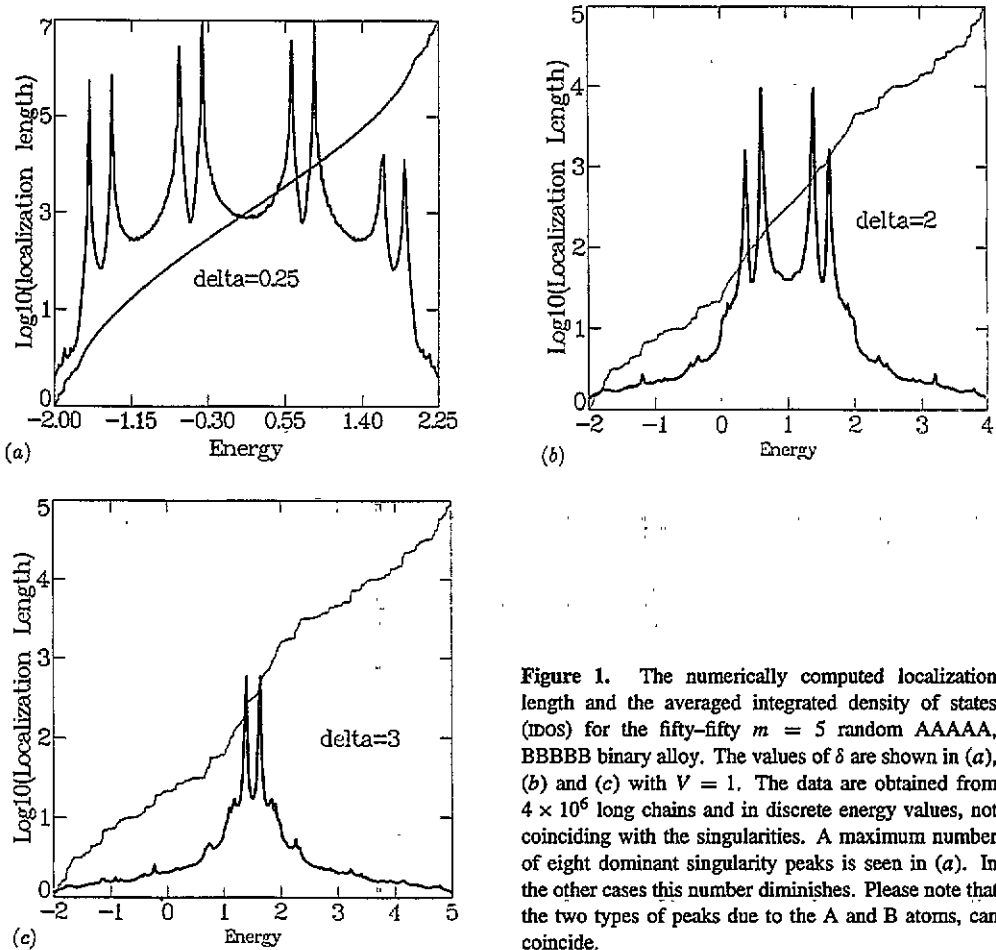 7
5
3
1
0
Log10(localization length)
delta=0.25
-2.00 -1.15 -0.30 0.55 1.40 2.25
Energy
(a)
5
4
3
2
1
0
Log10(Localization Length)
delta=2
-2 -1 0 1 2 3 4
Energy
(b)
5
4
3
2
1
0
Log10(Localization Length)
delta=3
-2 -1 0 1 2 3 4 5
Energy
(c)
Figure 1. The numerically computed localization
length and the averaged integrated density of states
(IDOS) for the fifty–fifty m = 5 random AAAAA,
BBBBB binary alloy. The values of δ are shown in (a),
(b) and (c) with V = 1. The data are obtained from
4 × 10⁶ long chains and in discrete energy values, not
coinciding with the singularities. A maximum number
of eight dominant singularity peaks is seen in (a). In
the other cases this number diminishes. Please note that
the two types of peaks due to the A and B atoms, can
coincide.